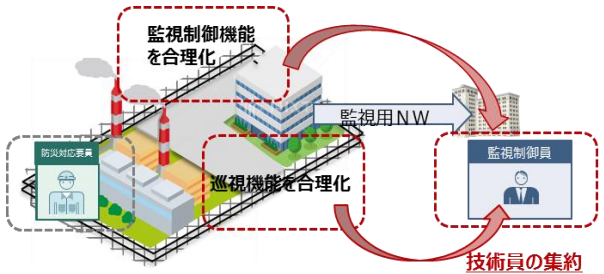 監視制御機能
を合理化
監視用ＮＷ
防災対応要員
監視制御員
巡視機能を合理化
技術員の集約